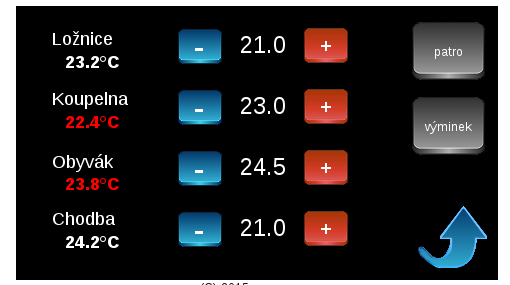 Ložnice
- 21.0 +
23.2°C
patro
Koupelna
- 23.0 +
22.4°C
výminek
Obyvák
- 24.5 +
23.8°C
Chodba
- 21.0 +
24.2°C